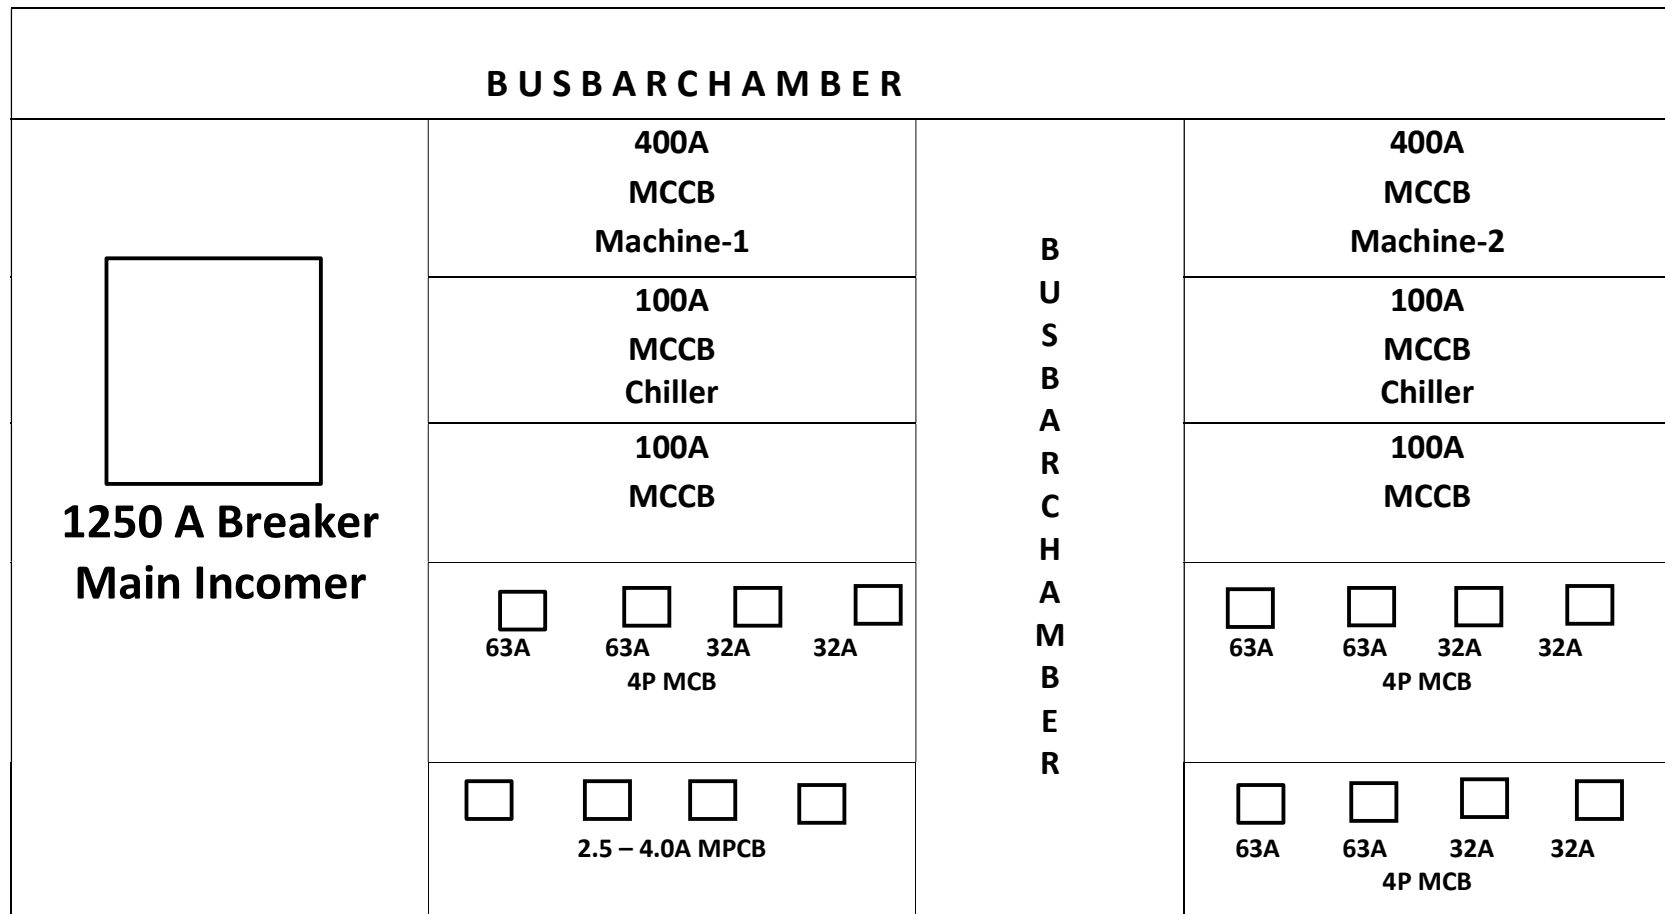 B U S B A R C H A M B E R
1250 A Breaker
Main Incomer
400A
MCCB
Machine-1
100A
MCCB
Chiller
100A
MCCB
63A 63A 32A 32A
4P MCB
2.5 – 4.0A MPCB
B
U
S
B
A
R
C
H
A
M
B
E
R
400A
MCCB
Machine-2
100A
MCCB
Chiller
100A
MCCB
63A 63A 32A 32A
4P MCB
63A 63A 32A 32A
4P MCB